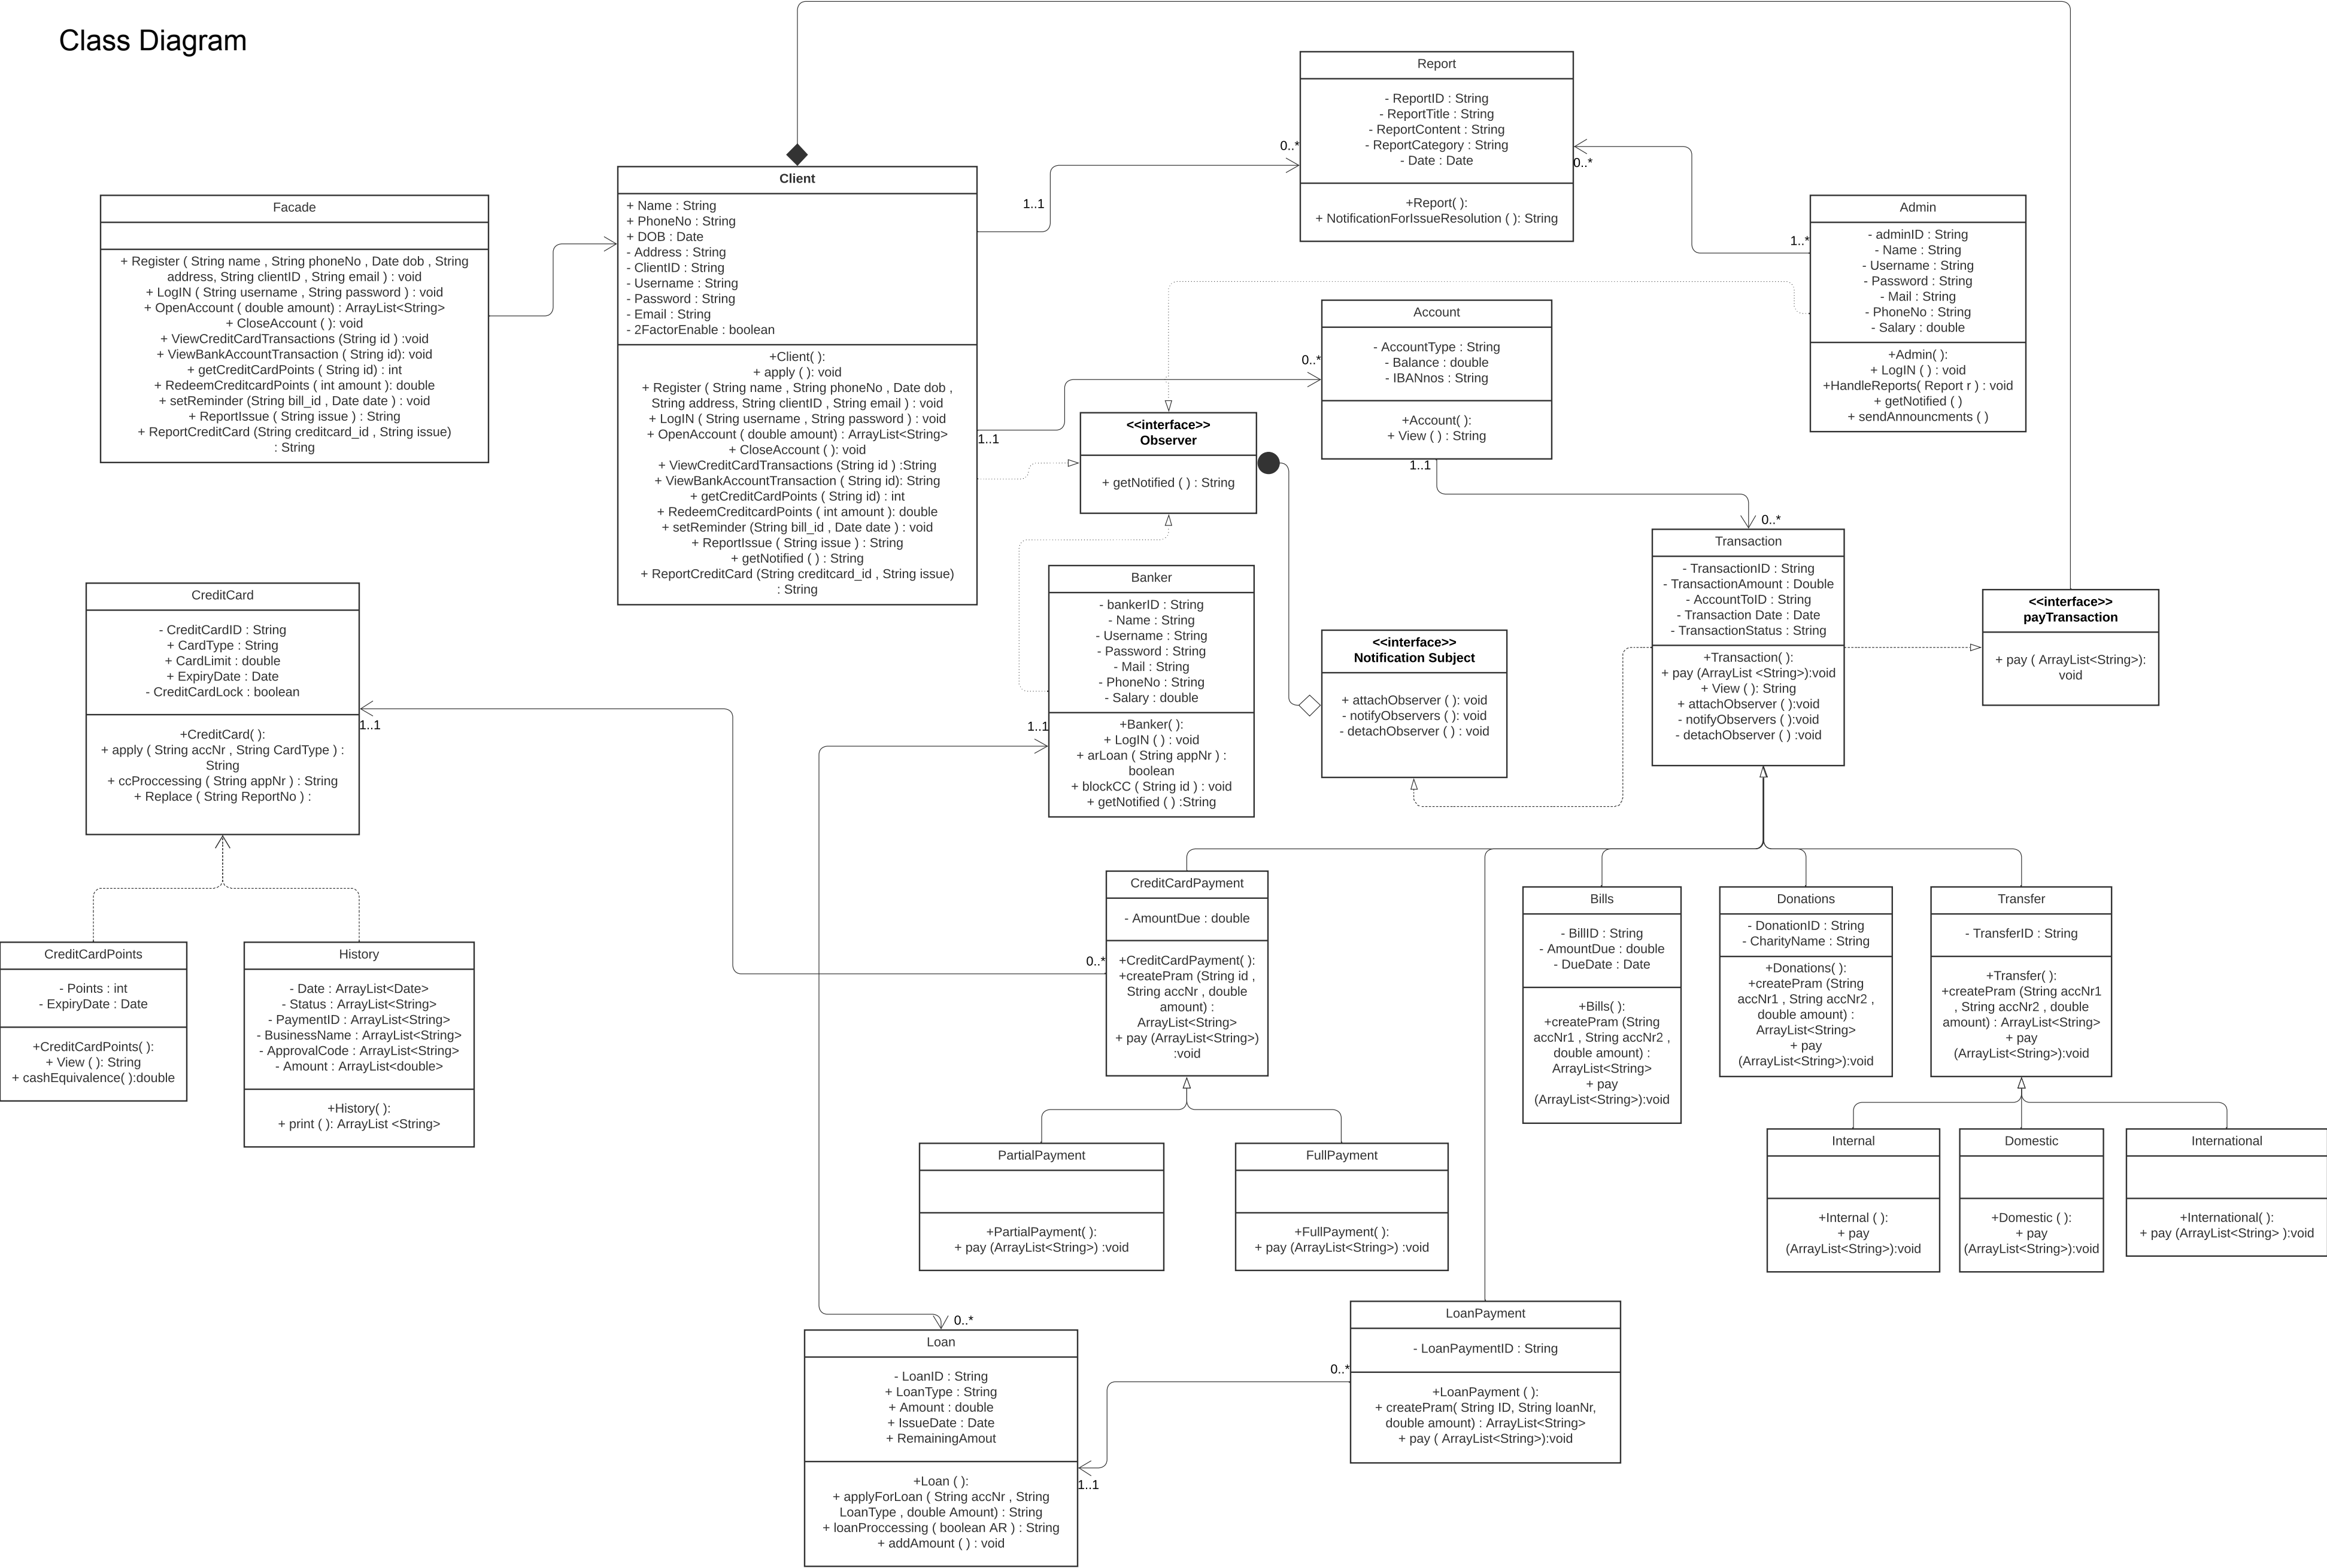 Class Diagram
Report
- ReportID : String
- ReportTitle : String
- ReportContent : String
- ReportCategory : String
- Date : Date
+Report( ):
+ NotificationForIssueResolution ( ): String
0..*
0..*
1..1
Client
+ Name : String
+ PhoneNo : String
+ DOB : Date
- Address : String
- ClientID : String
- Username : String
- Password : String
- Email : String
- 2FactorEnable : boolean
+Client( ):
+ apply ( ): void
+ Register ( String name , String phoneNo , Date dob ,
String address, String clientID , String email ) : void
+ LogIN ( String username , String password ) : void
+ OpenAccount ( double amount) : ArrayList<String>
+ CloseAccount ( ): void
+ ViewCreditCardTransactions (String id ) :String
+ ViewBankAccountTransaction ( String id): String
+ getCreditCardPoints ( String id) : int
+ RedeemCreditcardPoints ( int amount ): double
+ setReminder (String bill_id , Date date ) : void
+ ReportIssue ( String issue ) : String
+ getNotified ( ) : String
+ ReportCreditCard (String creditcard_id , String issue)
: String
Facade
+ Register ( String name , String phoneNo , Date dob , String
address, String clientID , String email ) : void
+ LogIN ( String username , String password ) : void
+ OpenAccount ( double amount) : ArrayList<String>
+ CloseAccount ( ): void
+ ViewCreditCardTransactions (String id ) :void
+ ViewBankAccountTransaction ( String id): void
+ getCreditCardPoints ( String id) : int
+ RedeemCreditcardPoints ( int amount ): double
+ setReminder (String bill_id , Date date ) : void
+ ReportIssue ( String issue ) : String
+ ReportCreditCard (String creditcard_id , String issue)
: String
Admin
- adminID : String
- Name : String
- Username : String
- Password : String
- Mail : String
- PhoneNo : String
- Salary : double
+Admin( ):
+ LogIN ( ) : void
+HandleReports( Report r ) : void
+ getNotified ( )
+ sendAnnouncments ( )
1..*
Account
- AccountType : String
- Balance : double
- IBANnos : String
+Account( ):
+ View ( ) : String
0..*
1..1
1..1
<<interface>>
Observer
+ getNotified ( ) : String
0..*
Transaction
- TransactionID : String
- TransactionAmount : Double
- AccountToID : String
- Transaction Date : Date
- TransactionStatus : String
+Transaction( ):
+ pay (ArrayList <String>):void
+ View ( ): String
+ attachObserver ( ):void
- notifyObservers ( ):void
- detachObserver ( ) :void
<<interface>>
payTransaction
+ pay ( ArrayList<String>):
void
Banker
- bankerID : String
- Name : String
- Username : String
- Password : String
- Mail : String
- PhoneNo : String
- Salary : double
+Banker( ):
+ LogIN ( ) : void
+ arLoan ( String appNr ) :
boolean
+ blockCC ( String id ) : void
+ getNotified ( ) :String
1..1
<<interface>>
Notification Subject
+ attachObserver ( ): void
- notifyObservers ( ): void
- detachObserver ( ) : void
CreditCard
- CreditCardID : String
+ CardType : String
+ CardLimit : double
+ ExpiryDate : Date
- CreditCardLock : boolean
+CreditCard( ):
+ apply ( String accNr , String CardType ) :
String
+ ccProccessing ( String appNr ) : String
+ Replace ( String ReportNo ) :
1..1
CreditCardPoints
- Points : int
- ExpiryDate : Date
+CreditCardPoints( ):
+ View ( ): String
+ cashEquivalence( ):double
History
- Date : ArrayList<Date>
- Status : ArrayList<String>
- PaymentID : ArrayList<String>
- BusinessName : ArrayList<String>
- ApprovalCode : ArrayList<String>
- Amount : ArrayList<double>
+History( ):
+ print ( ): ArrayList <String>
CreditCardPayment
- AmountDue : double
+CreditCardPayment( ):
+createPram (String id ,
String accNr , double
amount) :
ArrayList<String>
+ pay (ArrayList<String>)
:void
0..*
Bills
- BillID : String
- AmountDue : double
- DueDate : Date
+Bills( ):
+createPram (String
accNr1 , String accNr2 ,
double amount) :
ArrayList<String>
+ pay
(ArrayList<String>):void
Donations
- DonationID : String
- CharityName : String
+Donations( ):
+createPram (String
accNr1 , String accNr2 ,
double amount) :
ArrayList<String>
+ pay
(ArrayList<String>):void
Transfer
- TransferID : String
+Transfer( ):
+createPram (String accNr1
, String accNr2 , double
amount) : ArrayList<String>
+ pay
(ArrayList<String>):void
PartialPayment
+PartialPayment( ):
+ pay (ArrayList<String>) :void
FullPayment
+FullPayment( ):
+ pay (ArrayList<String>) :void
Internal
+Internal ( ):
+ pay
(ArrayList<String>):void
Domestic
+Domestic ( ):
+ pay
(ArrayList<String>):void
International
+International( ):
+ pay (ArrayList<String> ):void
LoanPayment
- LoanPaymentID : String
+LoanPayment ( ):
+ createPram( String ID, String loanNr,
double amount) : ArrayList<String>
+ pay ( ArrayList<String>):void
0..*
0..*
Loan
- LoanID : String
+ LoanType : String
+ Amount : double
+ IssueDate : Date
+ RemainingAmout
+Loan ( ):
+ applyForLoan ( String accNr , String
LoanType , double Amount) : String
+ loanProccessing ( boolean AR ) : String
+ addAmount ( ) : void
1..1